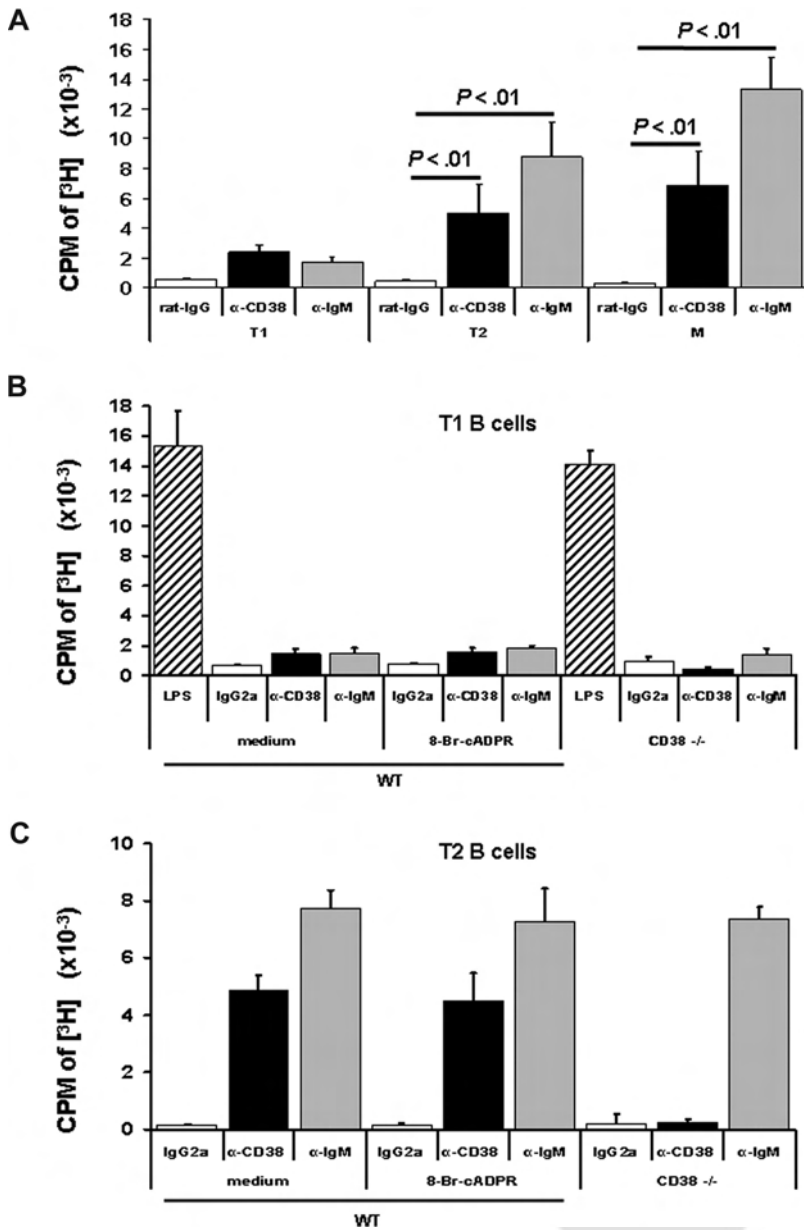 A
CPM of [³H] (x10⁻³)
18
16
14
12
10
8
6
4
2
0
P < .01
P < .01
P < .01
P < .01
rat-IgG α-CD38 α-IgM rat-IgG α-CD38 α-IgM rat-IgG α-CD38 α-IgM
T1 T2 M
B
T1 B cells
CPM of [³H] (x10⁻³)
18
16
14
12
10
8
6
4
2
0
LPS IgG2a α-CD38 α-IgM IgG2a α-CD38 α-IgM LPS IgG2a α-CD38 α-IgM
medium 8-Br-cADPR CD38 -/-
WT
C
T2 B cells
CPM of [³H] (x10⁻³)
10
8
6
4
2
0
IgG2a α-CD38 α-IgM IgG2a α-CD38 α-IgM IgG2a α-CD38 α-IgM
medium 8-Br-cADPR CD38 -/-
WT